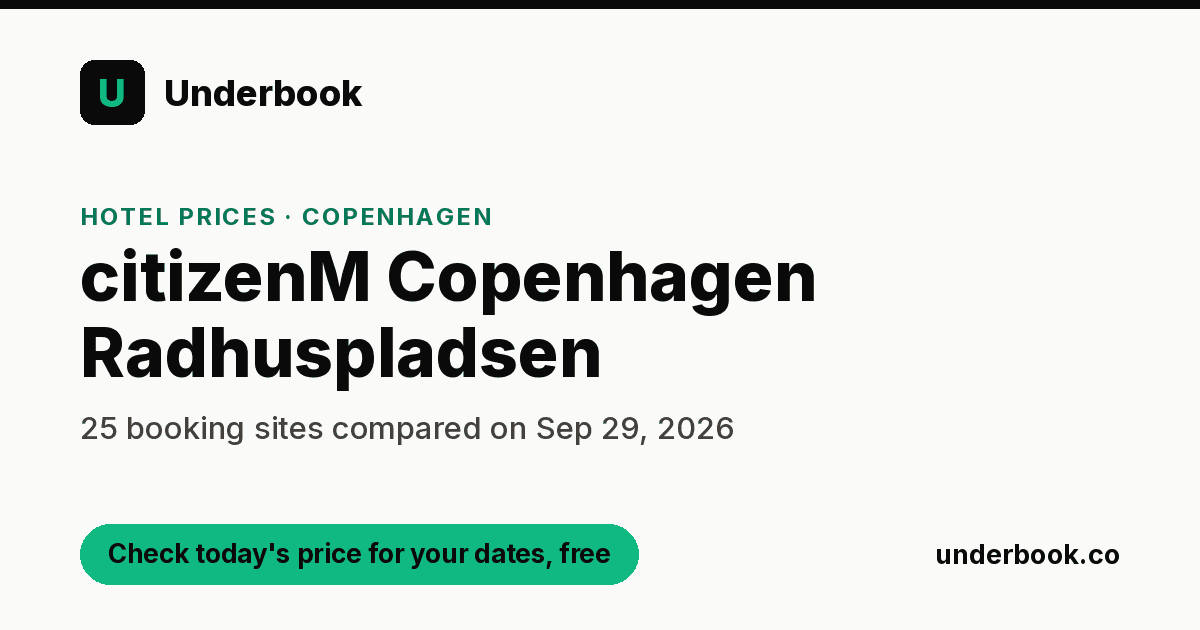 U Underbook
HOTEL PRICES · COPENHAGEN
citizenM Copenhagen
Radhuspladsen
25 booking sites compared on Sep 29, 2026
Check today's price for your dates, free
underbook.co